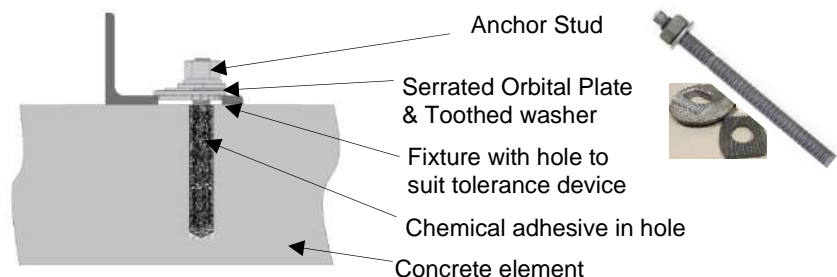 Anchor Stud
Serrated Orbital Plate
& Toothed washer
Fixture with hole to
suit tolerance device
Chemical adhesive in hole
Concrete element